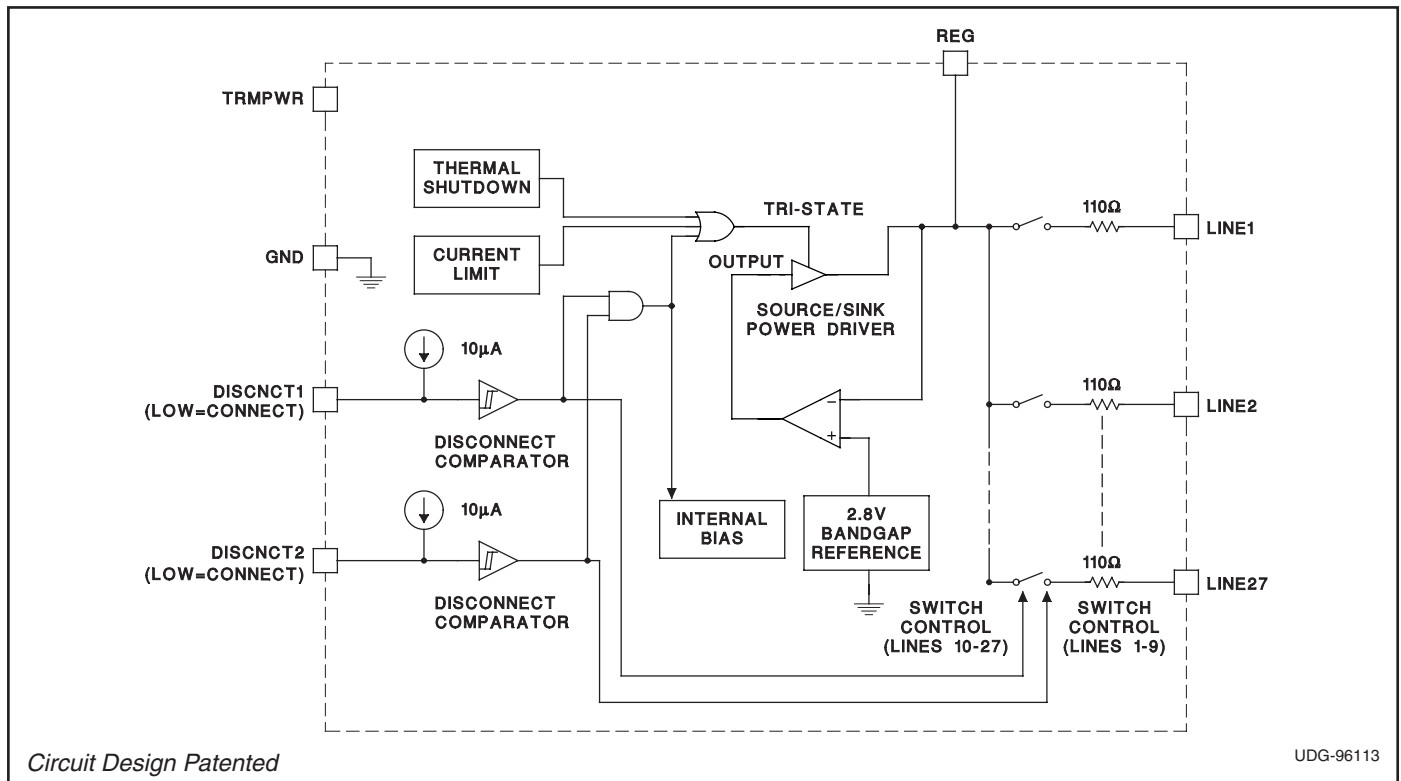 REG
TRMPWR
THERMAL
SHUTDOWN
TRI-STATE
110Ω
LINE1
GND
CURRENT
LIMIT
OUTPUT
SOURCE/SINK
POWER DRIVER
10μA
DISCNCT1
(LOW=CONNECT)
DISCONNECT
COMPARATOR
–
+
110Ω
LINE2
10μA
DISCNCT2
(LOW=CONNECT)
DISCONNECT
COMPARATOR
INTERNAL
BIAS
2.8V
BANDGAP
REFERENCE
110Ω
LINE27
SWITCH
CONTROL
(LINES 10-27)
SWITCH
CONTROL
(LINES 1-9)
Circuit Design Patented
UDG-96113